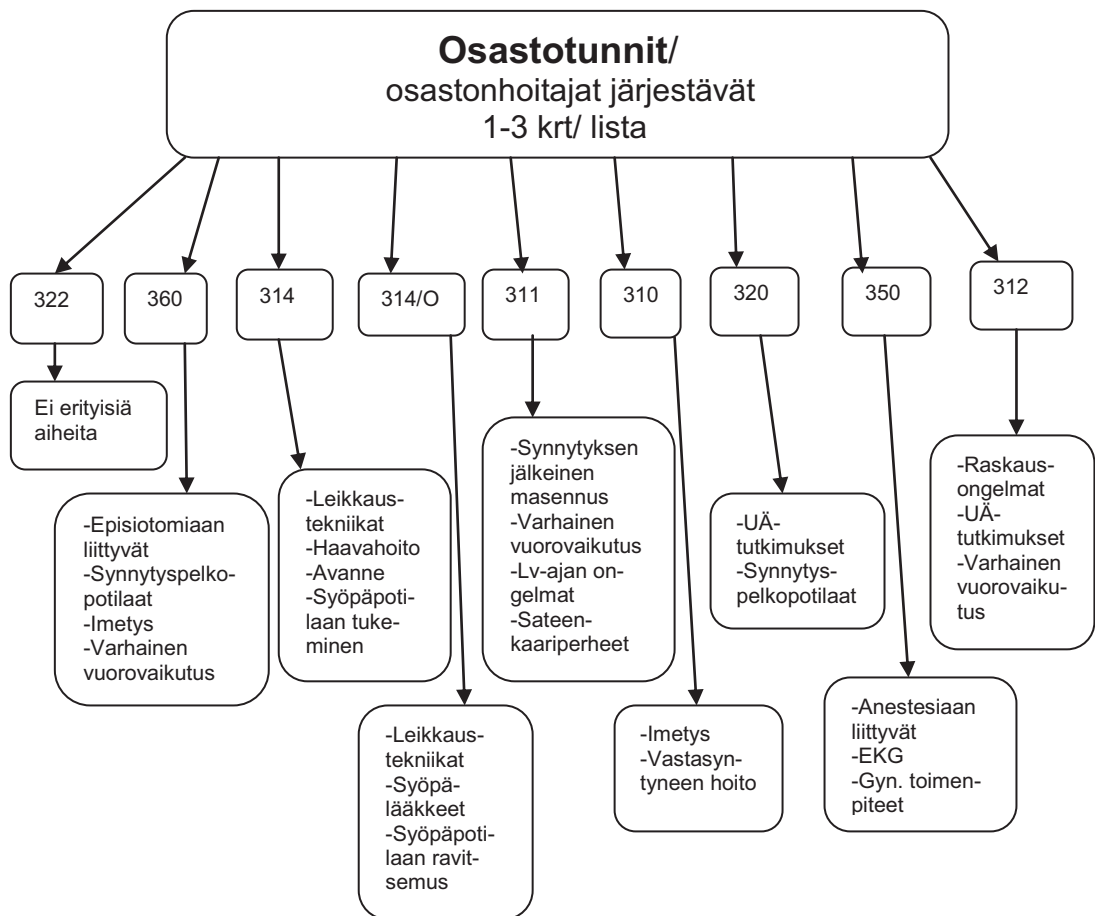 Osastotunnit/
osastonhoitajat järjestävät
1-3 krt/ lista
322
360
314
314/O
311
310
320
350
312
Ei erityisiä
aiheita
-Episiotomiaan
liittyvät
-Synnytyspelko-
potilaat
-Imetys
-Varhainen
vuorovaikutus
-Leikkaus-
tekniikat
-Haavahoito
-Avanne
-Syöpäpoti-
laan tuke-
minen
-Leikkaus-
tekniikat
-Syöpä-
lääkkeet
-Syöpäpoti-
laan ravit-
semus
-Synnytyksen
jälkeinen
masennus
-Varhainen
vuorovaikutus
-Lv-ajan on-
gelmat
-Sateen-
kaariperheet
-Imetys
-Vastasyn-
tyneen hoito
-UÄ-
tutkimukset
-Synnytys-
pelkopotilaat
-Anestesiaan
liittyvät
-EKG
-Gyn. toimen-
piteet
-Raskaus-
ongelmat
-UÄ-
tutkimukset
-Varhainen
vuorovaiku-
tus